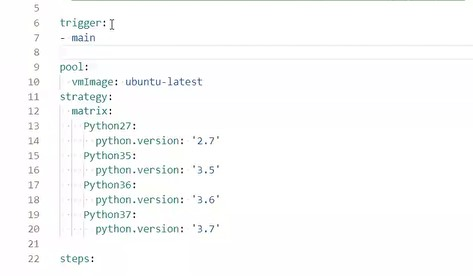 5
6 trigger:
7 - main
8
9 pool:
10 vmImage: ubuntu-latest
11 strategy:
12 matrix:
13 Python27:
14 python.version: '2.7'
15 Python35:
16 python.version: '3.5'
17 Python36:
18 python.version: '3.6'
19 Python37:
20 python.version: '3.7'
21
22 steps: